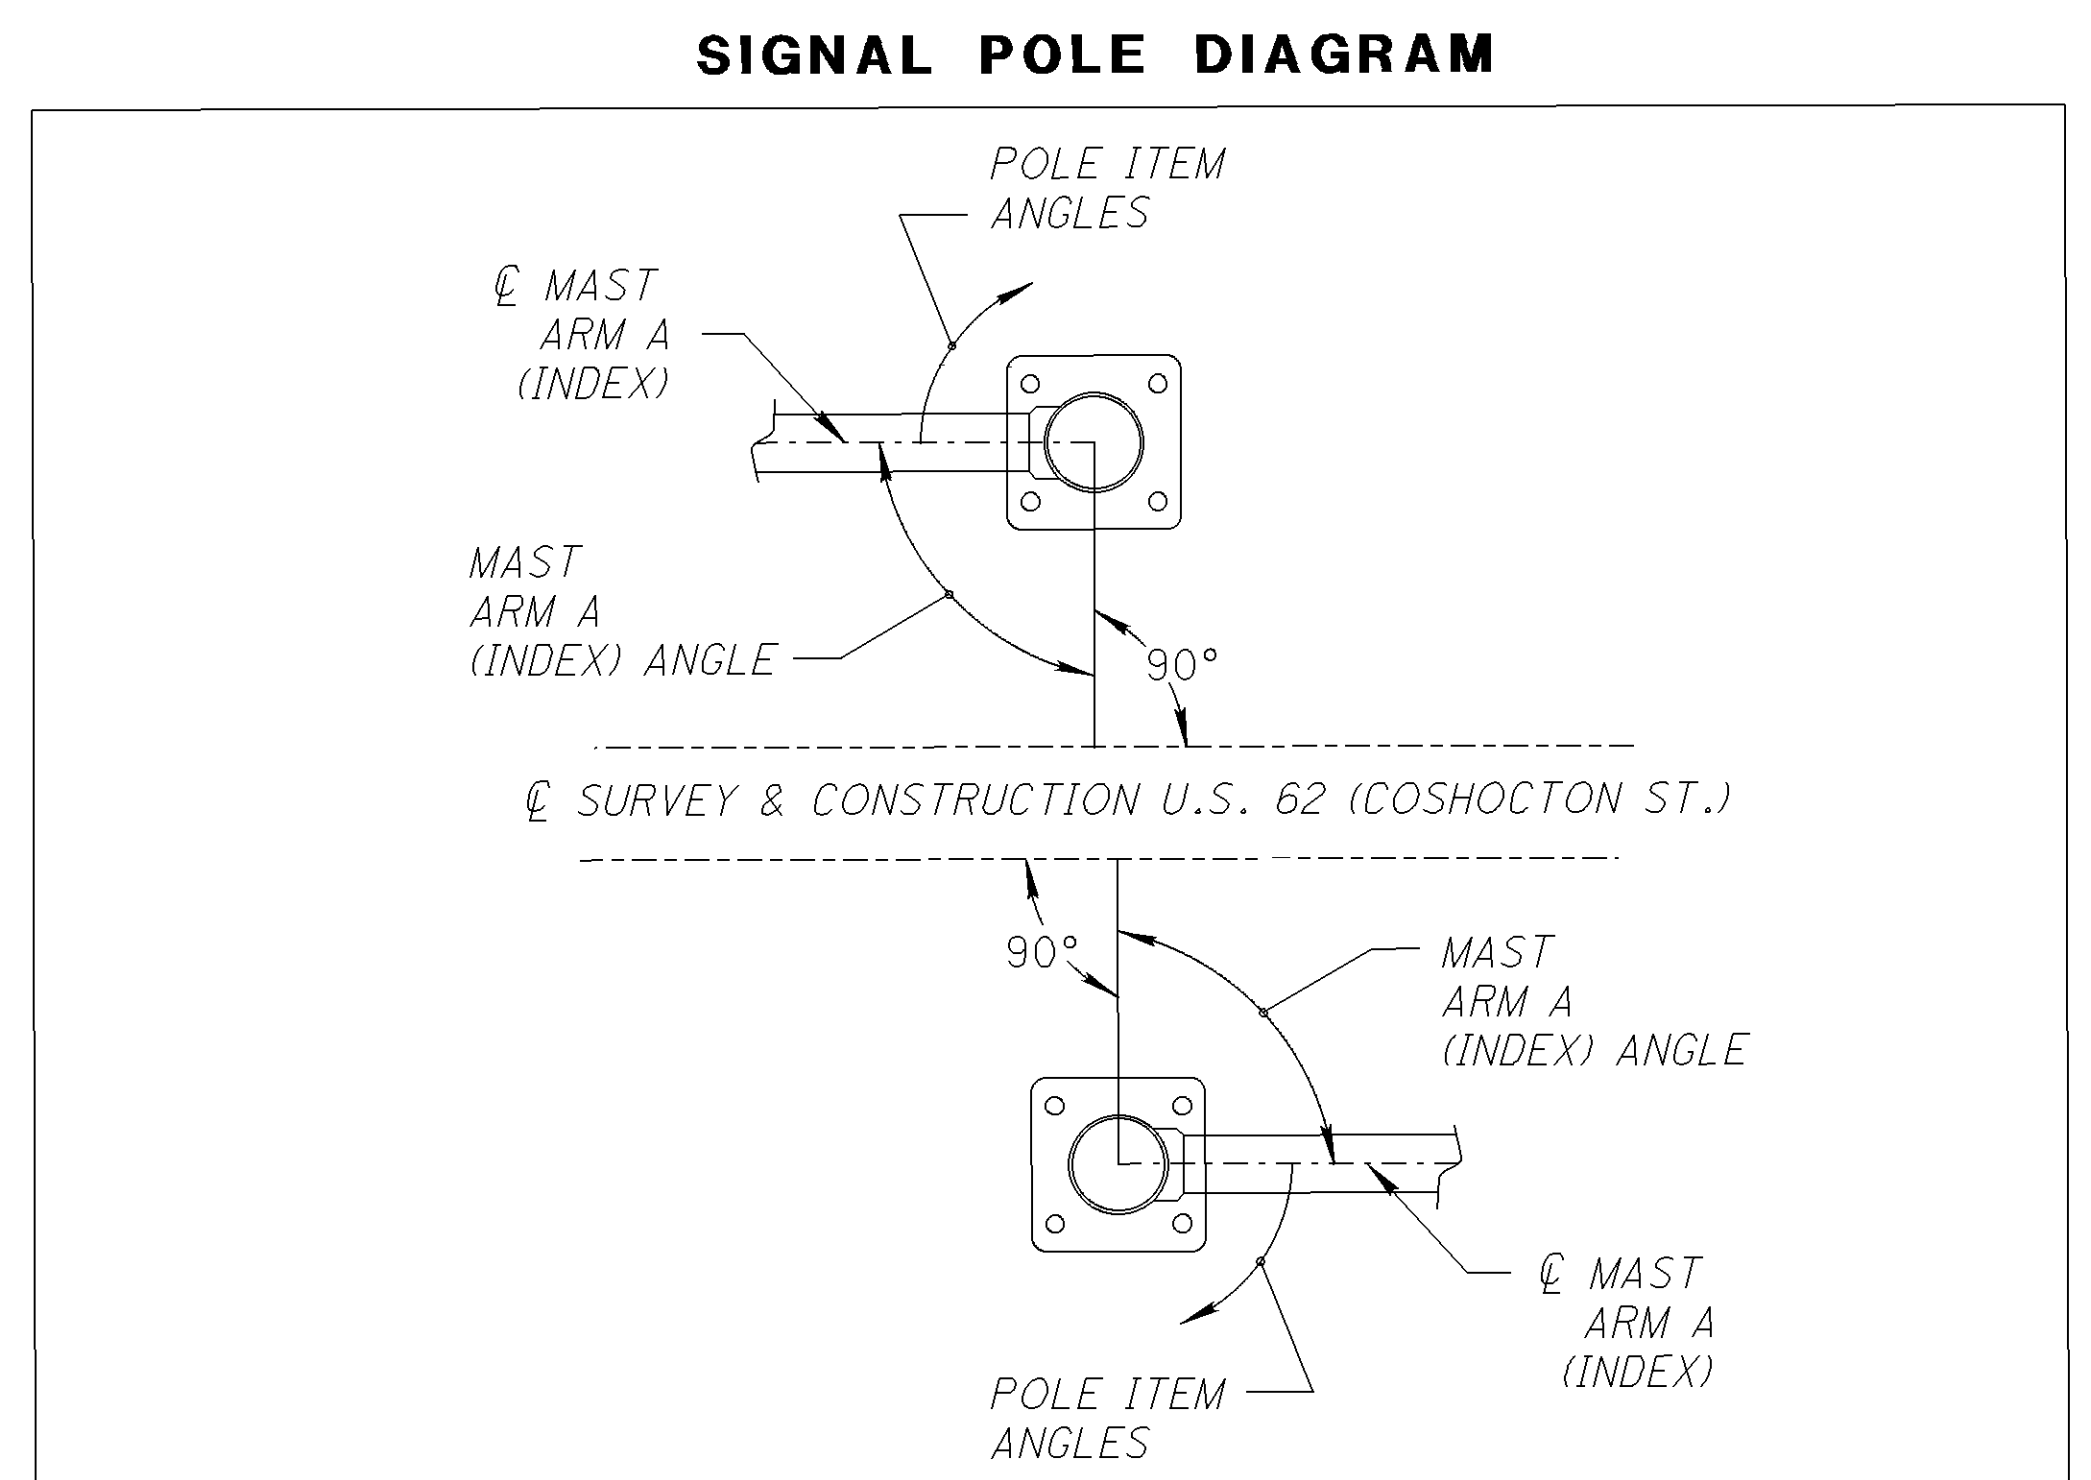 SIGNAL POLE DIAGRAM
POLE ITEM
ANGLES
℄ MAST
ARM A
(INDEX)
MAST
ARM A
(INDEX) ANGLE
90°
℄ SURVEY & CONSTRUCTION U.S. 62 (COSHOCTON ST.)
90°
MAST
ARM A
(INDEX) ANGLE
℄ MAST
ARM A
(INDEX)
POLE ITEM
ANGLES